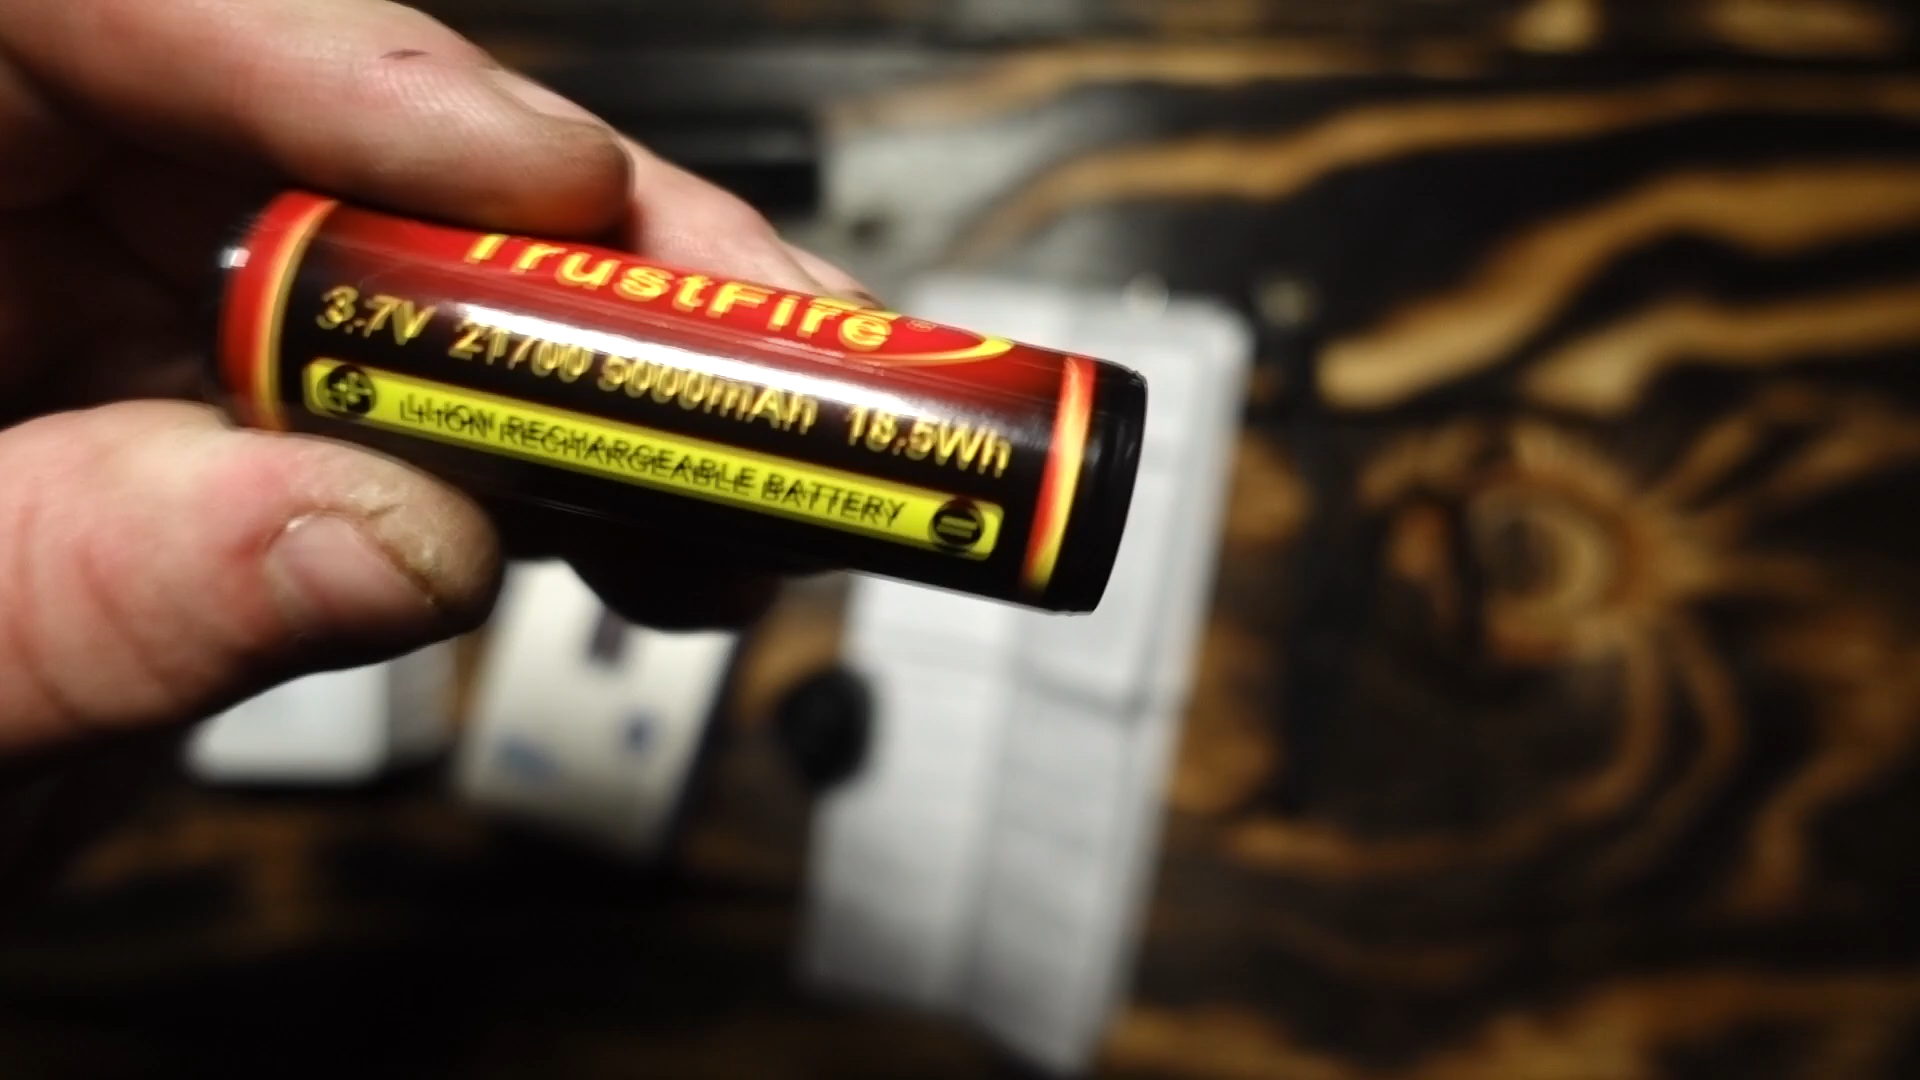 TrustFire®
3.7V 21700 5000mAh 18.5Wh
LI-ION RECHARGEABLE BATTERY